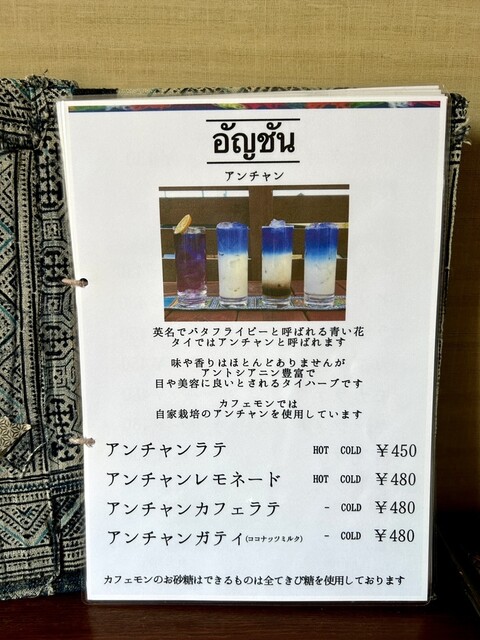 อัญชัน
アンチャン
英名でバタフライピーと呼ばれる青い花
タイではアンチャンと呼ばれます
味や香りはほとんどありませんが
アントシアニン豊富で
目や美容に良いとされるタイハーブです
カフェモンでは
自家栽培のアンチャンを使用しています
アンチャンラテ HOT COLD ￥450
アンチャンレモネード HOT COLD ￥480
アンチャンカフェラテ - COLD ￥480
アンチャンガティ(ココナッツミルク) - COLD ￥480
カフェモンのお砂糖はできるものは全てきび糖を使用しております